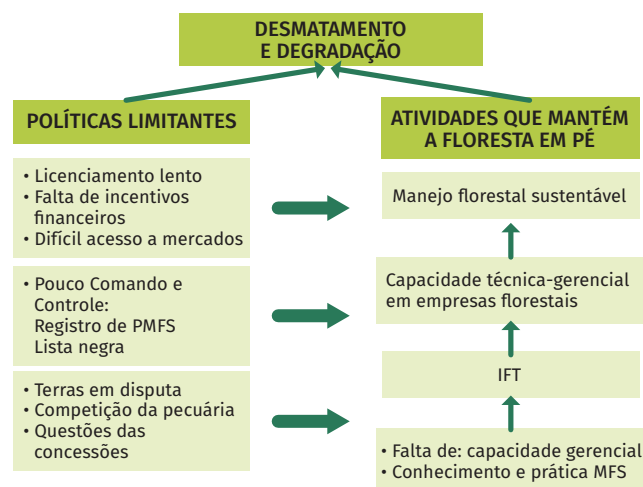 DESMATAMENTO
E DEGRADAÇÃO
POLÍTICAS LIMITANTES
• Licenciamento lento
• Falta de incentivos
financeiros
• Difícil acesso a mercados
• Pouco Comando e
Controle:
Registro de PMFS
Lista negra
• Terras em disputa
• Competição da pecuária
• Questões das
concessões
ATIVIDADES QUE MANTÉM
A FLORESTA EM PÉ
Manejo florestal sustentável
Capacidade técnica-gerencial
em empresas florestais
IFT
• Falta de: capacidade gerencial
• Conhecimento e prática MFS